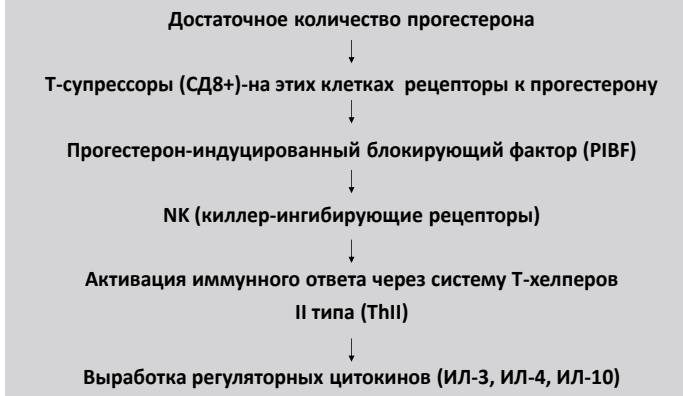 Достаточное количество прогестерона
Т-супрессоры (СД8+)-на этих клетках рецепторы к прогестерону
Прогестерон-индуцированный блокирующий фактор (PIBF)
NK (киллер-ингибирующие рецепторы)
Активация иммунного ответа через систему Т-хелперов
II типа (ThII)
Выработка регуляторных цитокинов (ИЛ-3, ИЛ-4, ИЛ-10)